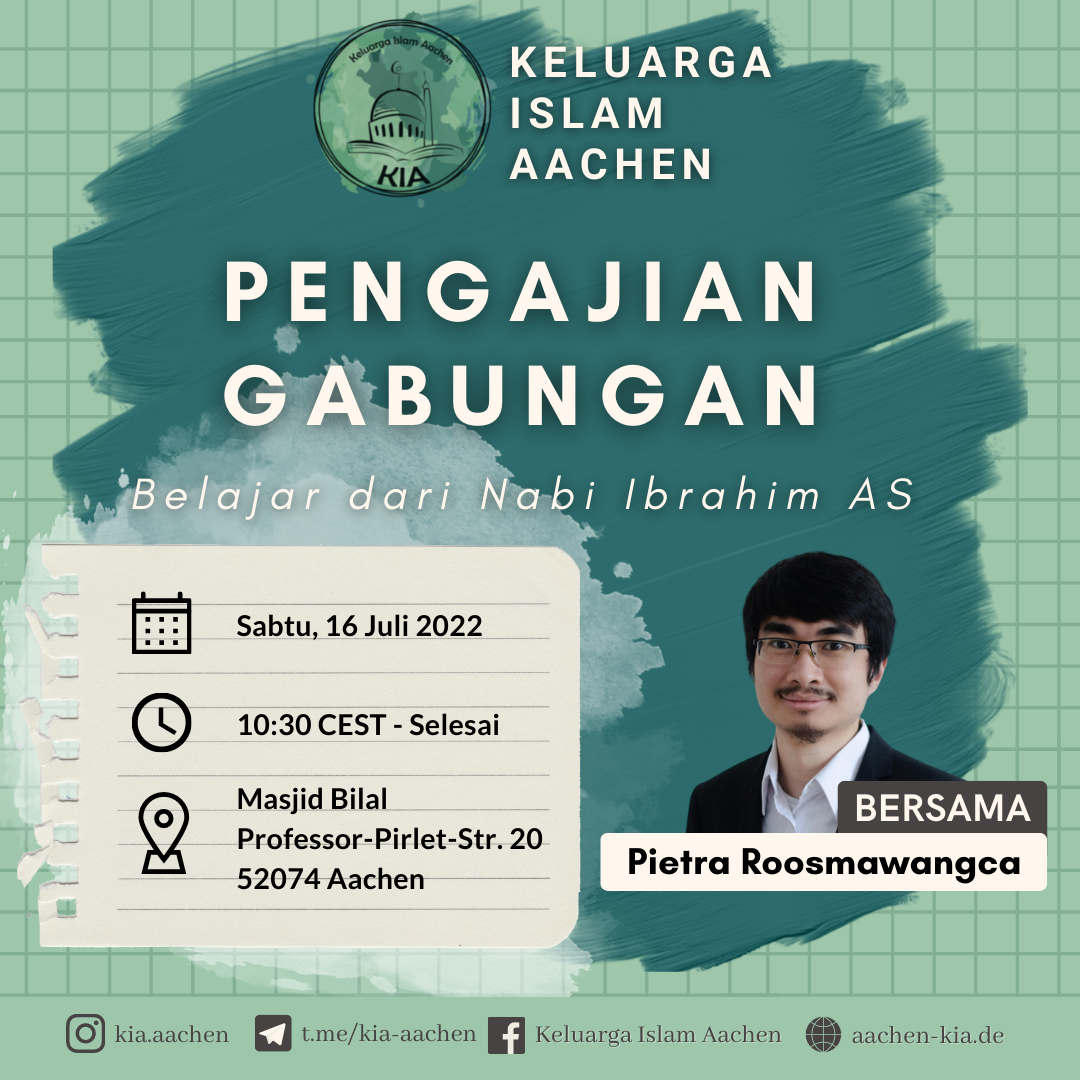 Keluarga Islam Aachen
KIA
KELUARGA
ISLAM
AACHEN
PENGAJIAN
GABUNGAN
Belajar dari Nabi Ibrahim AS
Sabtu, 16 Juli 2022
10:30 CEST - Selesai
Masjid Bilal
Professor-Pirlet-Str. 20
52074 Aachen
BERSAMA
Pietra Roosmawangca
kia.aachen
t.me/kia-aachen
Keluarga Islam Aachen
aachen-kia.de